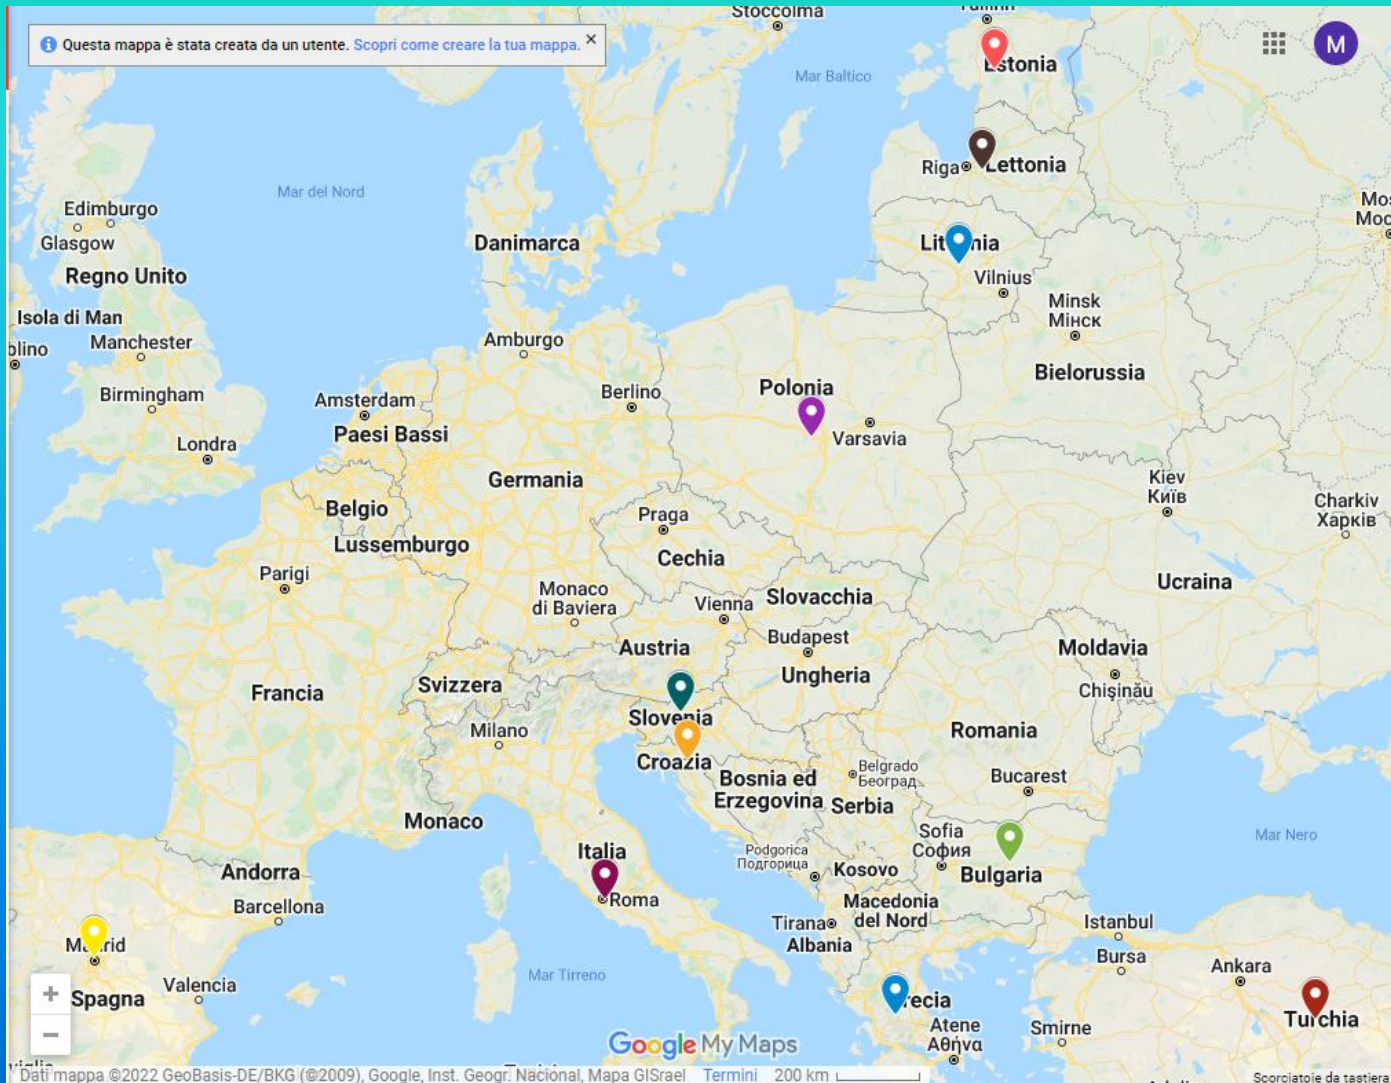 Stoccolma
Questa mappa è stata creata da un utente. Scopri come creare la tua mappa. ×
M
Estonia
Mar Baltico
Riga
Lettonia
Mar del Nord
Edimburgo
Glasgow
Danimarca
Vilnius
Regno Unito
Minsk
Мінск
Isola di Man
Manchester
Amburgo
Bielorussia
Birmingham
Amsterdam
Berlino
Polonia
Paesi Bassi
Varsavia
Londra
Germania
Kiev
Київ
Belgio
Praga
Charkiv
Харків
Lussemburgo
Cechia
Parigi
Ucraina
Monaco
di Baviera
Vienna
Slovacchia
Austria
Budapest
Moldavia
Ungheria
Svizzera
Chișinău
Francia
Slovenia
Milano
Romania
Croazia
Belgrado
Београд
Bosnia ed
Erzegovina
Bucarest
Serbia
Monaco
Sofia
София
Mar Nero
Italia
Podgorica
Подгорица
Kosovo
Bulgaria
Andorra
Roma
Macedonia
del Nord
Barcellona
Tirana
Istanbul
Albania
Madrid
Bursa
Ankara
Mar Tirreno
Valencia
+
Spagna
−
Turchia
Atene
Αθήνα
Smirne
Google My Maps
Dati mappa ©2022 GeoBasis-DE/BKG (©2009), Google, Inst. Geogr. Nacional, Mapa GISrael Termini 200 km
Scorciatoie da tastiera